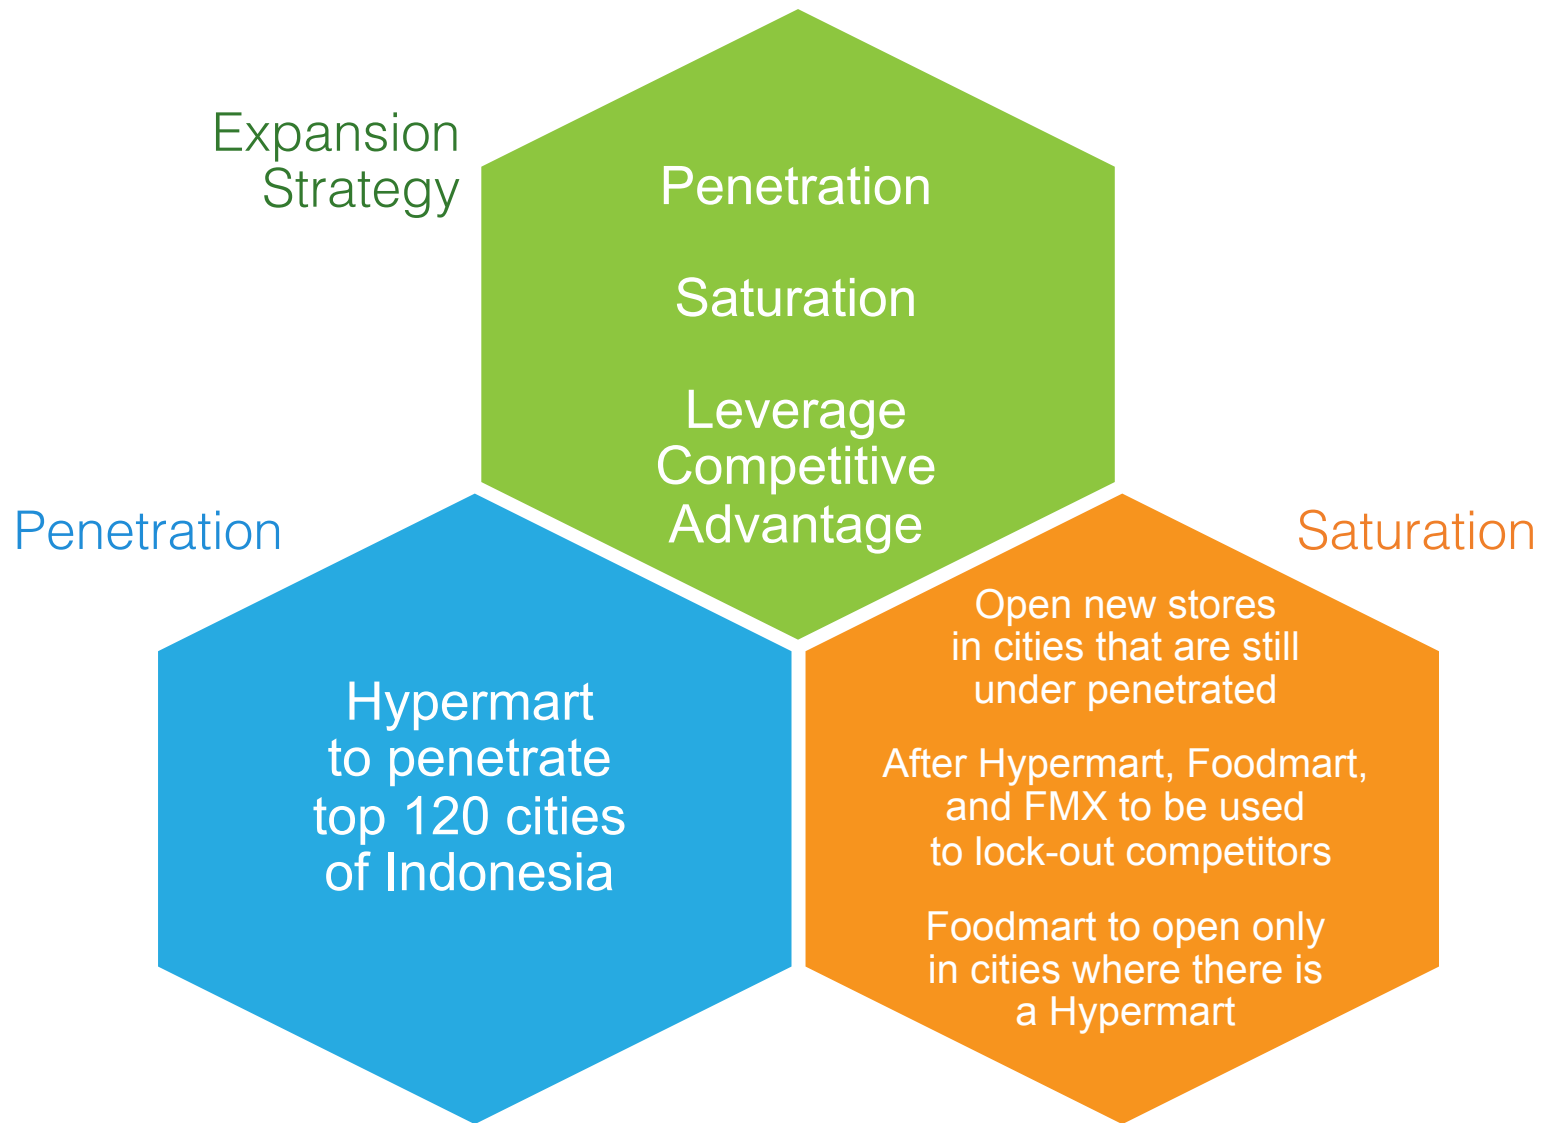 Expansion
Strategy
Penetration
Saturation
Leverage
Competitive
Advantage
Penetration
Hypermart
to penetrate
top 120 cities
of Indonesia
Saturation
Open new stores
in cities that are still
under penetrated
After Hypermart, Foodmart,
and FMX to be used
to lock-out competitors
Foodmart to open only
in cities where there is
a Hypermart